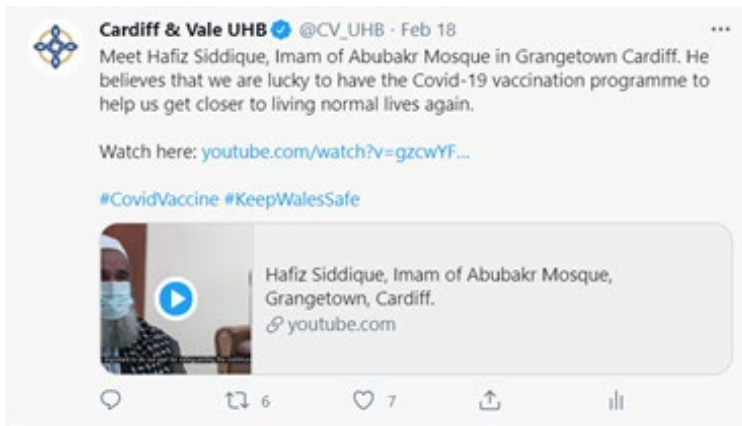 Cardiff & Vale UHB @CV_UHB · Feb 18
Meet Hafiz Siddique, Imam of Abubakr Mosque in Grangetown Cardiff. He
believes that we are lucky to have the Covid-19 vaccination programme to
help us get closer to living normal lives again.
Watch here: youtube.com/watch?v=gzcwYF...
#CovidVaccine #KeepWalesSafe
Hafiz Siddique, Imam of Abubakr Mosque,
Grangetown, Cardiff.
youtube.com
6 7